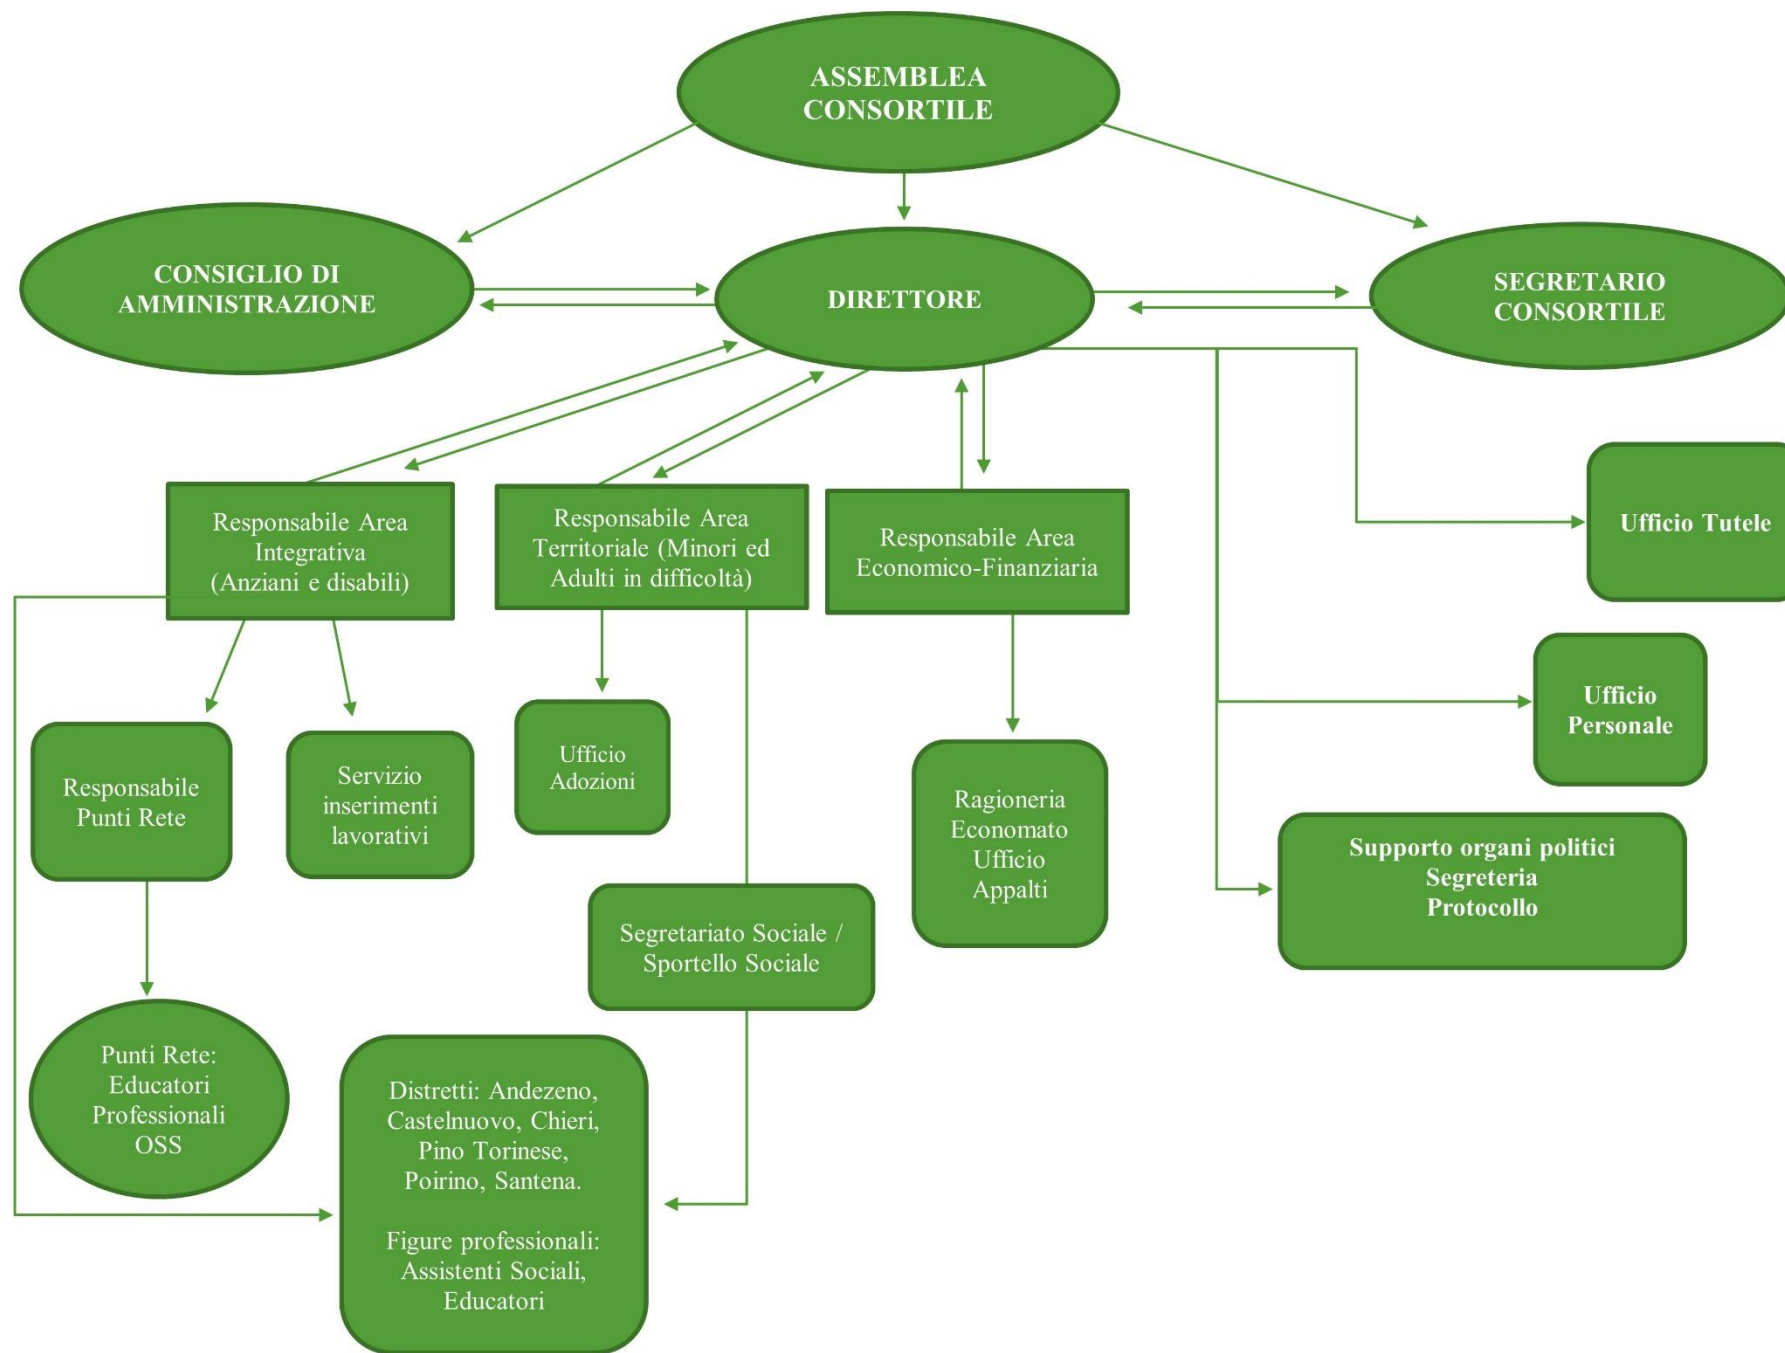 ASSEMBLEA
CONSORTILE
CONSIGLIO DI
AMMINISTRAZIONE
DIRETTORE
SEGRETARIO
CONSORTILE
Responsabile Area
Integrativa
(Anziani e disabili)
Responsabile Area
Territoriale (Minori ed
Adulti in difficoltà)
Responsabile Area
Economico-Finanziaria
Ufficio Tutele
Ufficio
Personale
Responsabile
Punti Rete
Servizio
inserimenti
lavorativi
Ufficio
Adozioni
Ragioneria
Economato
Ufficio
Appalti
Supporto organi politici
Segreteria
Protocollo
Segretariato Sociale /
Sportello Sociale
Punti Rete:
Educatori
Professionali
OSS
Distretti: Andezeno,
Castelnuovo, Chieri,
Pino Torinese,
Poirino, Santena.
Figure professionali:
Assistenti Sociali,
Educatori